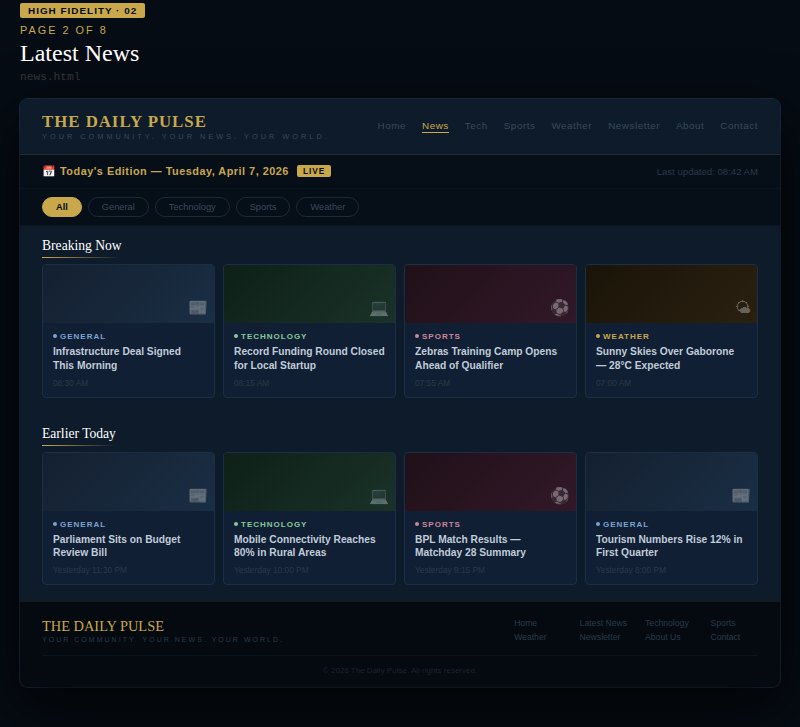 HIGH FIDELITY · 02
PAGE 2 OF 8
Latest News
news.html
THE DAILY PULSE
YOUR COMMUNITY. YOUR NEWS. YOUR WORLD.
Home News Tech Sports Weather Newsletter About Contact
📅 Today's Edition — Tuesday, April 7, 2026 LIVE
Last updated: 08:42 AM
All General Technology Sports Weather
Breaking Now
GENERAL
Infrastructure Deal Signed
This Morning
08:30 AM
TECHNOLOGY
Record Funding Round Closed
for Local Startup
08:15 AM
SPORTS
Zebras Training Camp Opens
Ahead of Qualifier
07:55 AM
WEATHER
Sunny Skies Over Gaborone
— 28°C Expected
07:00 AM
Earlier Today
GENERAL
Parliament Sits on Budget
Review Bill
Yesterday 11:30 PM
TECHNOLOGY
Mobile Connectivity Reaches
80% in Rural Areas
Yesterday 10:00 PM
SPORTS
BPL Match Results —
Matchday 28 Summary
Yesterday 9:15 PM
GENERAL
Tourism Numbers Rise 12% in
First Quarter
Yesterday 8:00 PM
THE DAILY PULSE
YOUR COMMUNITY. YOUR NEWS. YOUR WORLD.
Home Latest News Technology Sports
Weather Newsletter About Us Contact
© 2026 The Daily Pulse. All rights reserved.